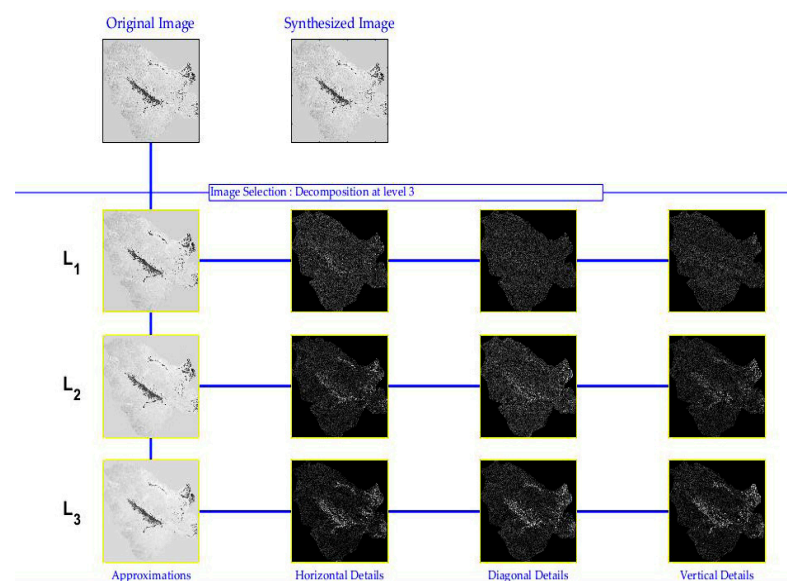 Original Image
Synthesized Image
Image Selection : Decomposition at level 3
L1
L2
L3
Approximations
Horizontal Details
Diagonal Details
Vertical Details